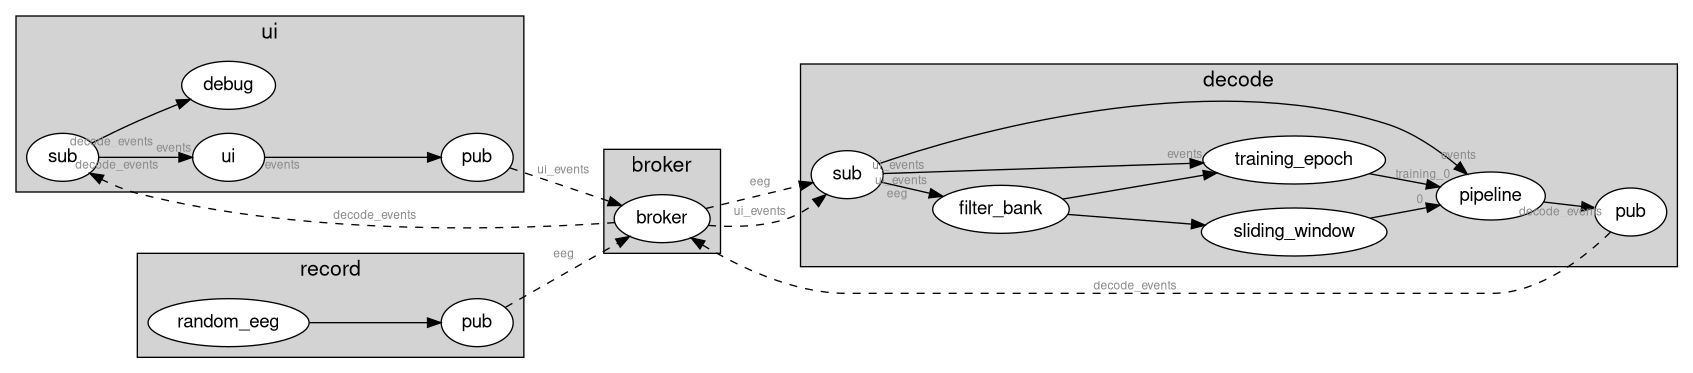 ui
debug
sub
decode_events
decode_events
events
ui
events
pub
ui_events
decode_events
record
random_eeg
pub
eeg
broker
broker
eeg
ui_events
decode
sub
ui_events
ui_events
eeg
filter_bank
events
training_epoch
sliding_window
training_0
0
events
pipeline
decode_events
pub
decode_events